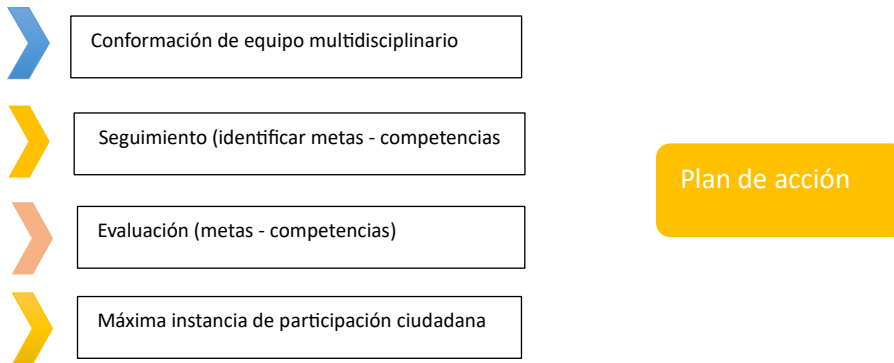 Conformación de equipo multidisciplinario
Seguimiento (identificar metas - competencias
Plan de acción
Evaluación (metas - competencias)
Máxima instancia de participación ciudadana